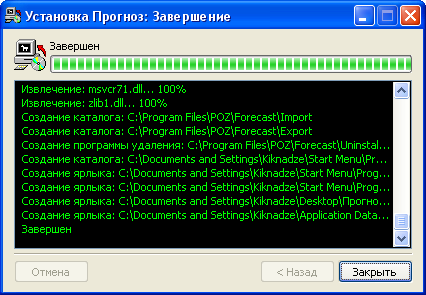 Установка Прогноз: Завершение
Завершен
Извлечение: msvcr71.dll... 100%
Извлечение: zlib1.dll... 100%
Создание каталога: C:\Program Files\POZ\Forecast\Import
Создание каталога: C:\Program Files\POZ\Forecast\Export
Создание программы удаления: C:\Program Files\POZ\Forecast\Uninstal...
Создание каталога: C:\Documents and Settings\Kiknadze\Start Menu\Pr...
Создание ярлыка: C:\Documents and Settings\Kiknadze\Start Menu\Prog...
Создание ярлыка: C:\Documents and Settings\Kiknadze\Start Menu\Prog...
Создание ярлыка: C:\Documents and Settings\Kiknadze\Desktop\Прогно...
Создание ярлыка: C:\Documents and Settings\Kiknadze\Application Data...
Завершен
Отмена
< Назад
Закрыть